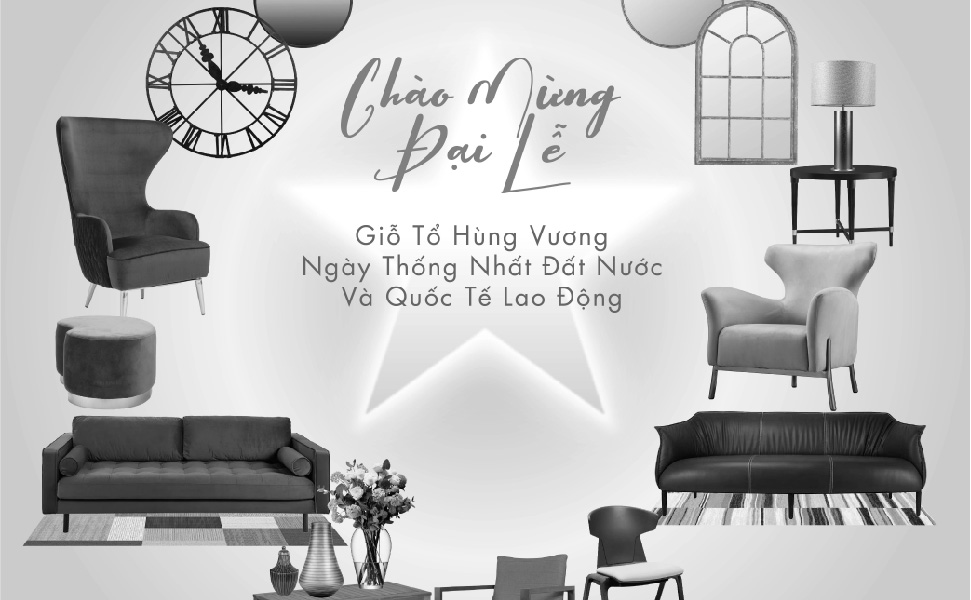 Chào Mừng
Đại Lễ
Giỗ Tổ Hùng Vương
Ngày Thống Nhất Đất Nước
Và Quốc Tế Lao Động